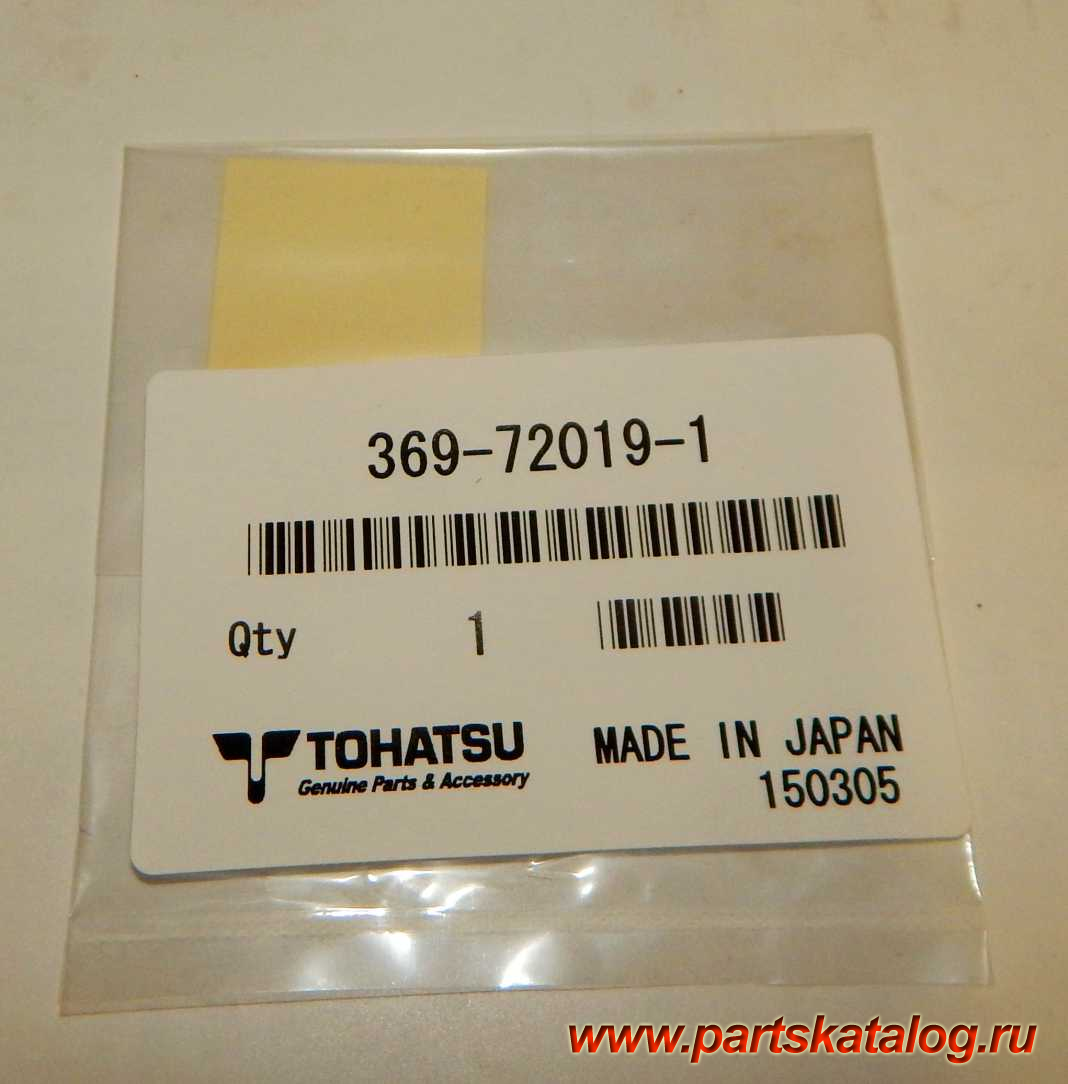 369-72019-1
Qty 1
TOHATSU
Genuine Parts & Accessory
MADE IN JAPAN
150305
www.partskatalog.ru